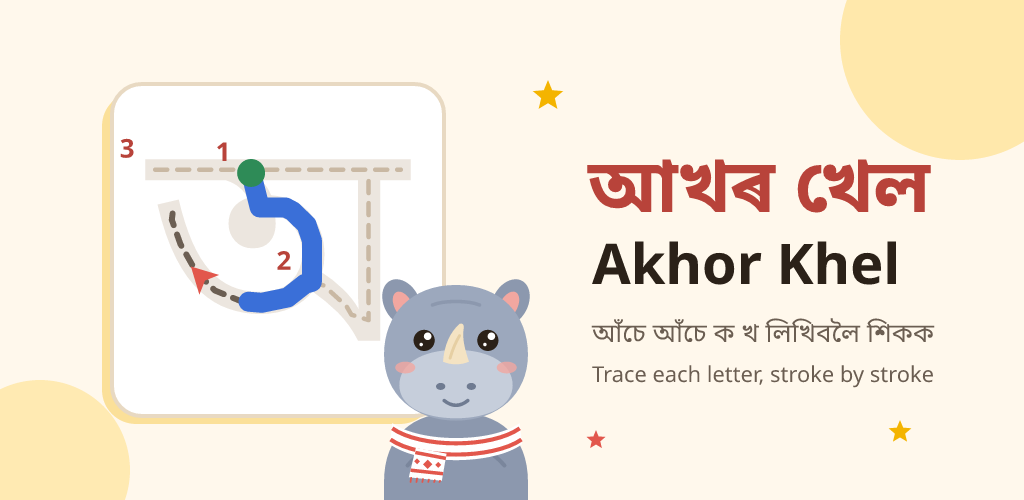 3
1
2
আখৰ খেল
Akhor Khel
আঁচে আঁচে ক খ লিখিবলৈ শিকক
Trace each letter, stroke by stroke